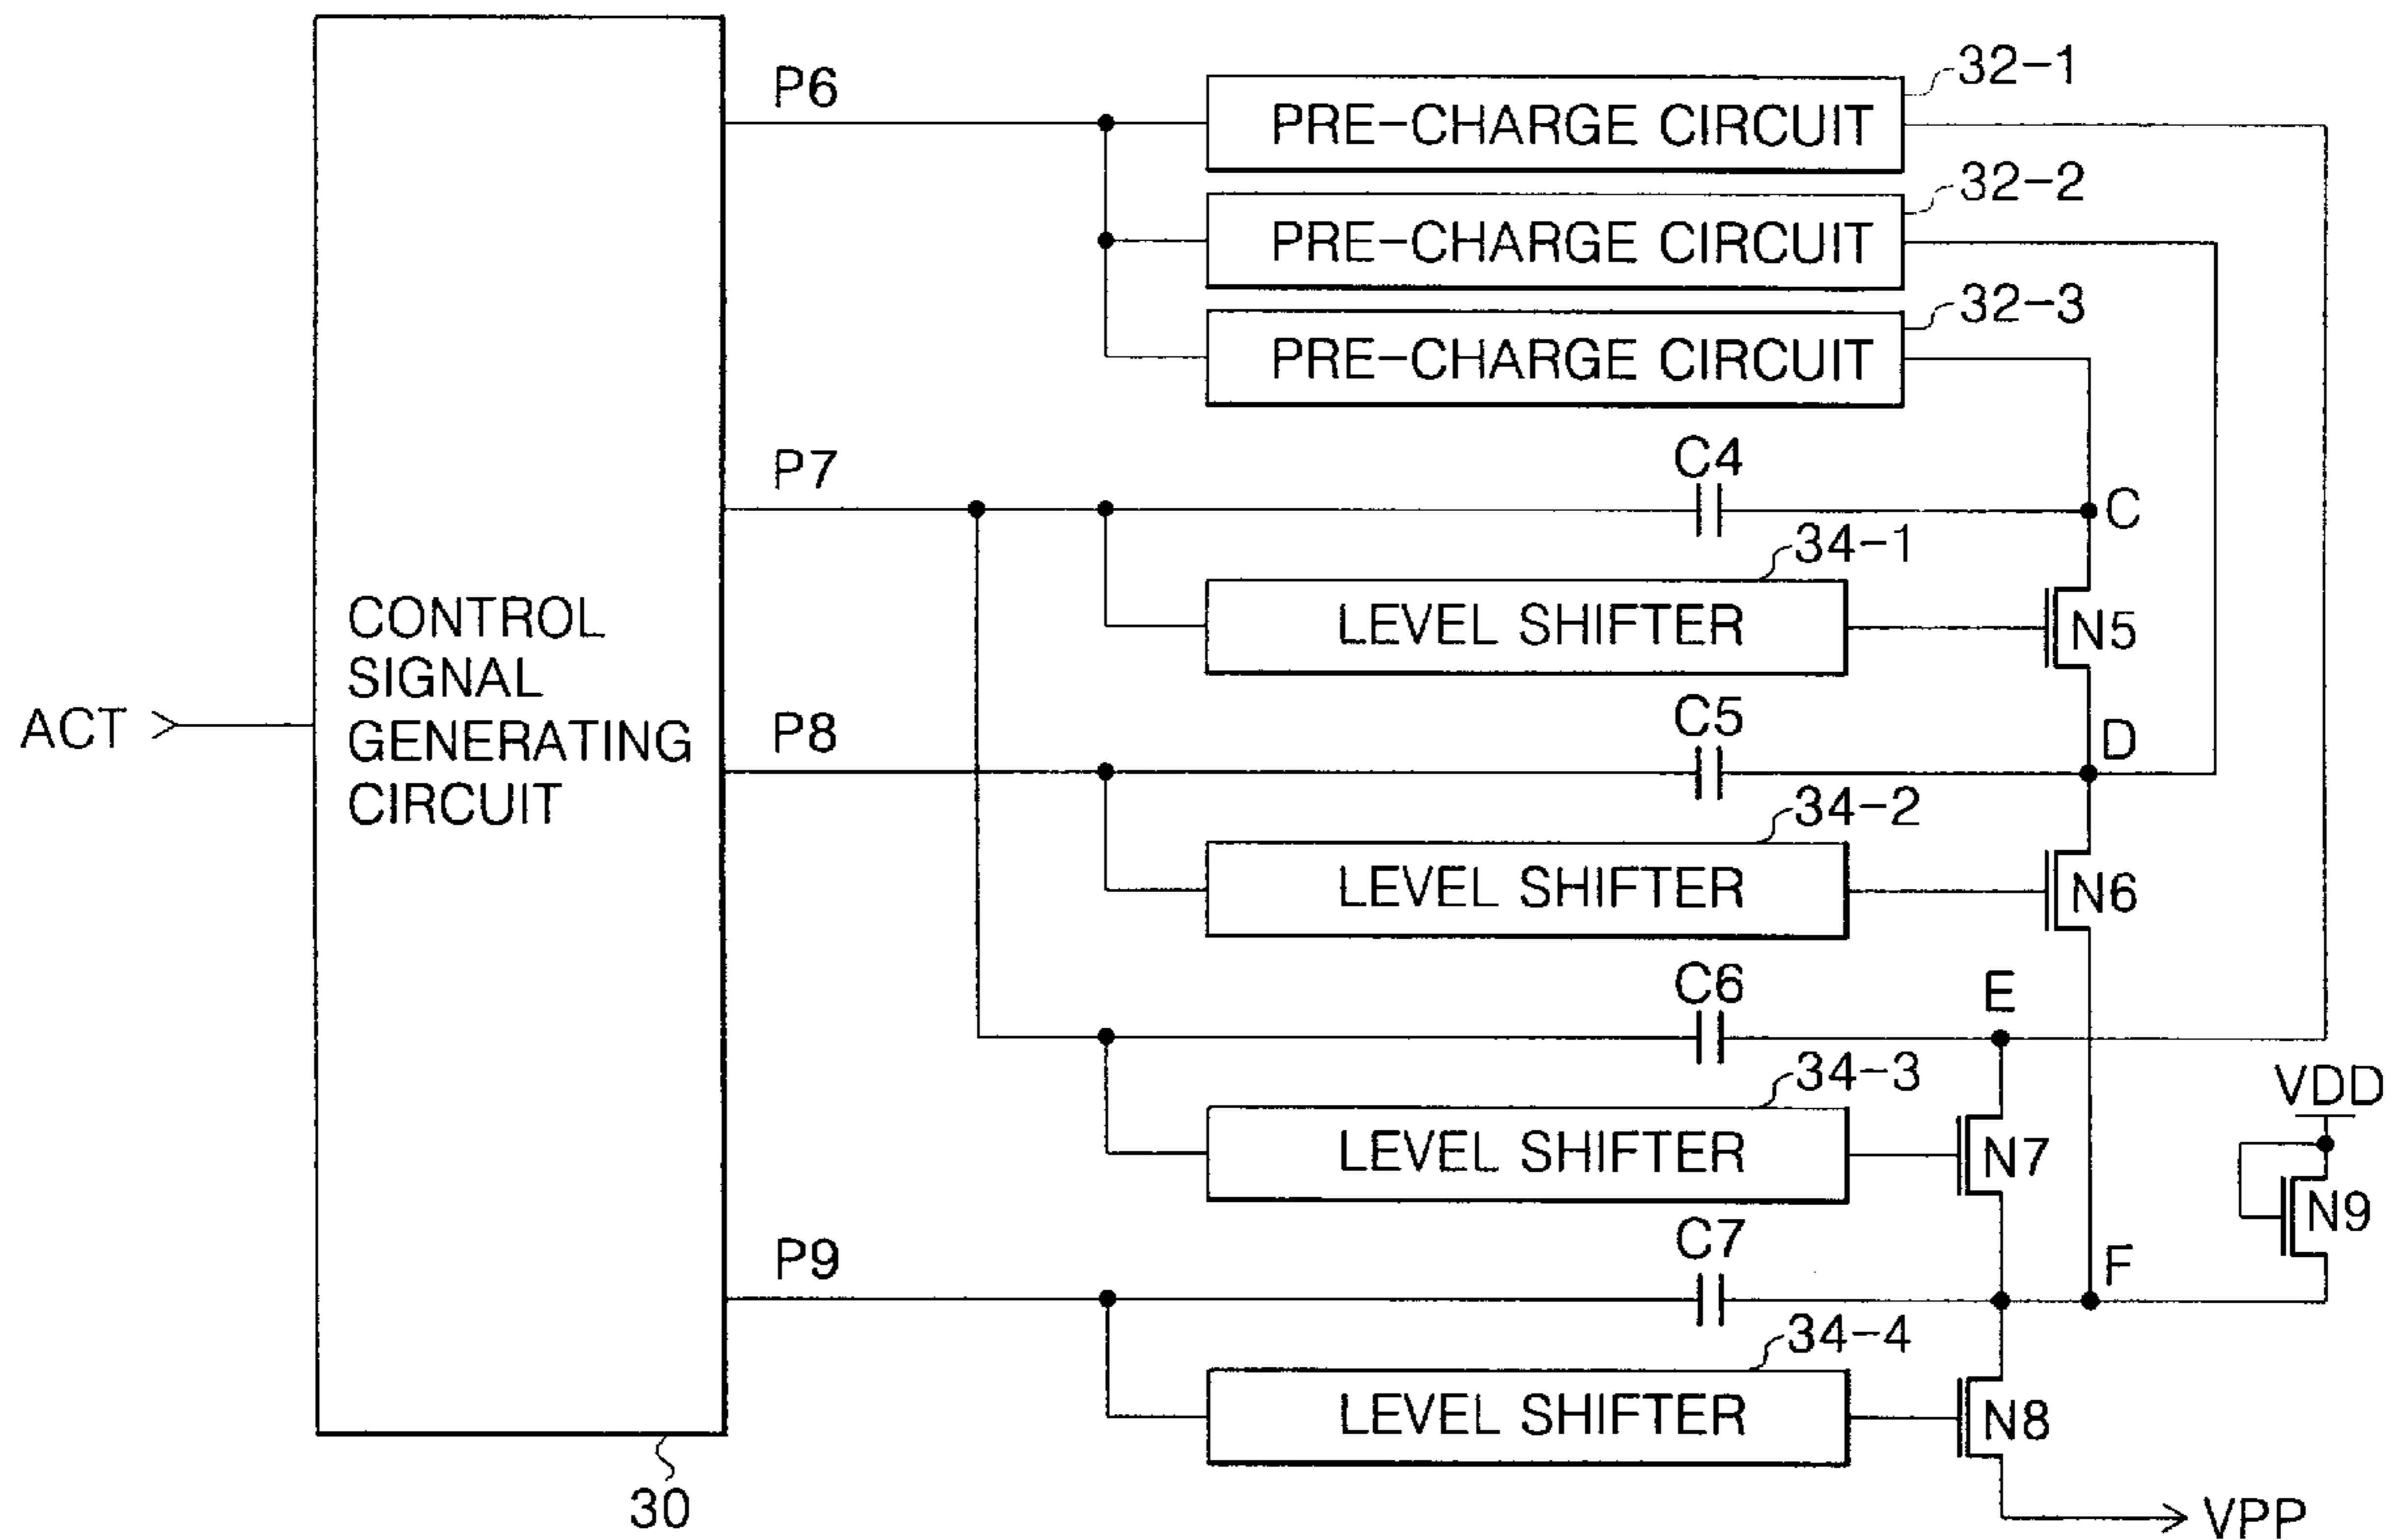 P6
32-1
PRE-CHARGE CIRCUIT
32-2
PRE-CHARGE CIRCUIT
32-3
PRE-CHARGE CIRCUIT
P7
C4
C
34-1
LEVEL SHIFTER
N5
CONTROL
SIGNAL
GENERATING
CIRCUIT
ACT
P8
C5
D
34-2
LEVEL SHIFTER
N6
C6
E
34-3
LEVEL SHIFTER
N7
VDD
N9
P9
C7
F
34-4
LEVEL SHIFTER
N8
30
VPP